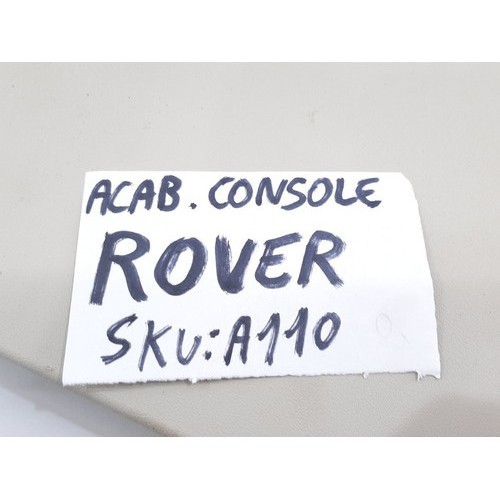 ACAB. CONSOLE
ROVER
SKU: A110